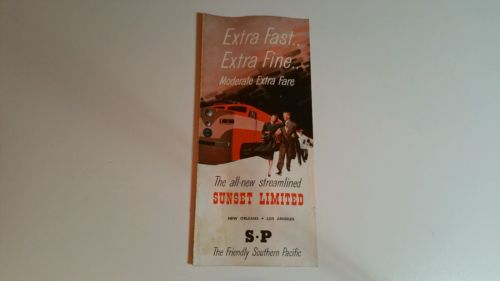 Extra Fast..
Extra Fine..
Moderate Extra Fare
The all-new streamlined
SUNSET LIMITED
NEW ORLEANS • LOS ANGELES
S•P
The Friendly Southern Pacific